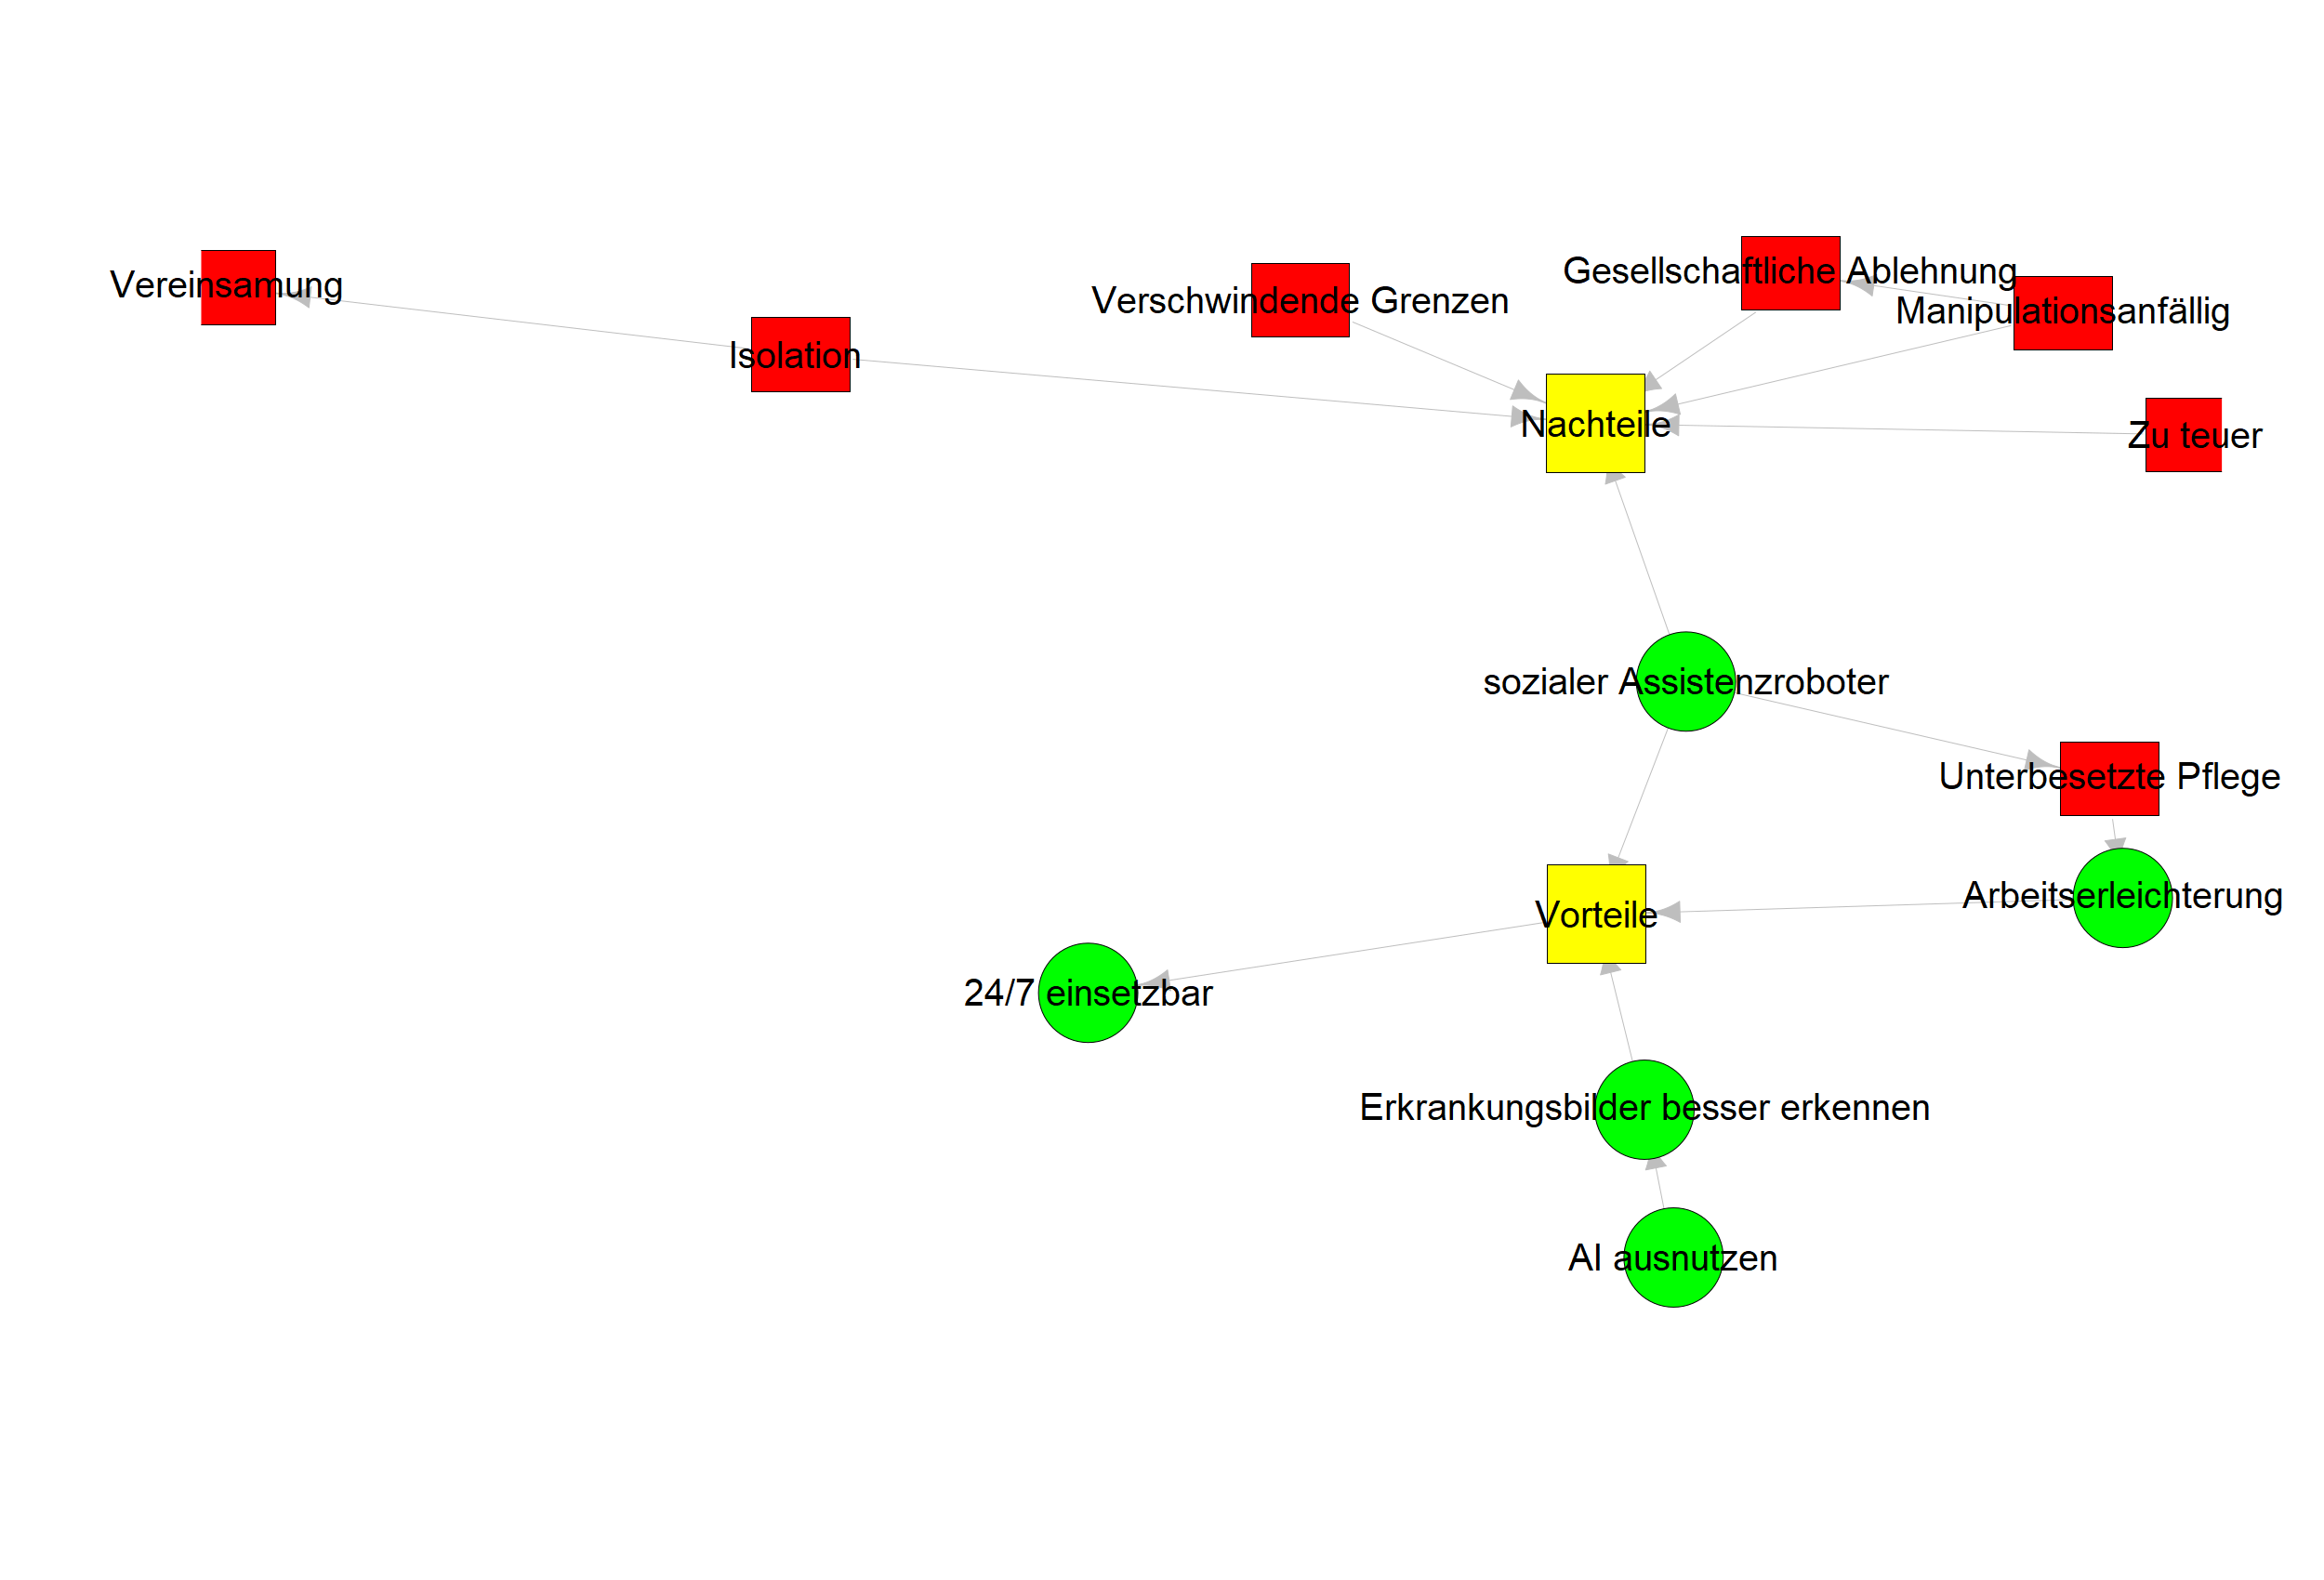 Gesellschaftliche Ablehnung
Vereinsamung
Verschwindende Grenzen
Manipulationsanfällig
Isolation
Nachteile
Zu teuer
sozialer Assistenzroboter
Unterbesetzte Pflege
Arbeitserleichterung
Vorteile
24/7 einsetzbar
Erkrankungsbilder besser erkennen
AI ausnutzen